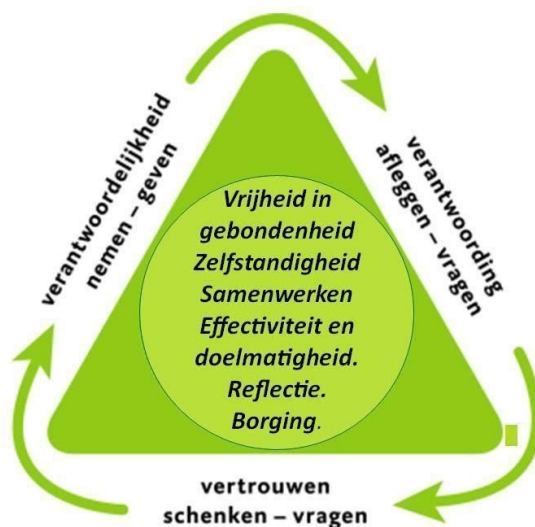 verantwoordelijkheid
nemen – geven
verantwoording
afleggen – vragen
Vrijheid in
gebondenheid
Zelfstandigheid
Samenwerken
Effectiviteit en
doelmatigheid.
Reflectie.
Borging.
vertrouwen
schenken – vragen